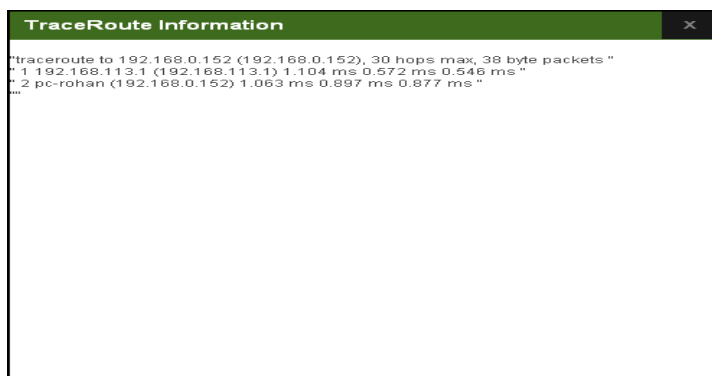 TraceRoute Information x
"traceroute to 192.168.0.152 (192.168.0.152), 30 hops max, 38 byte packets "
" 1 192.168.113.1 (192.168.113.1) 1.104 ms 0.572 ms 0.546 ms "
" 2 pc-rohan (192.168.0.152) 1.063 ms 0.897 ms 0.877 ms "
""